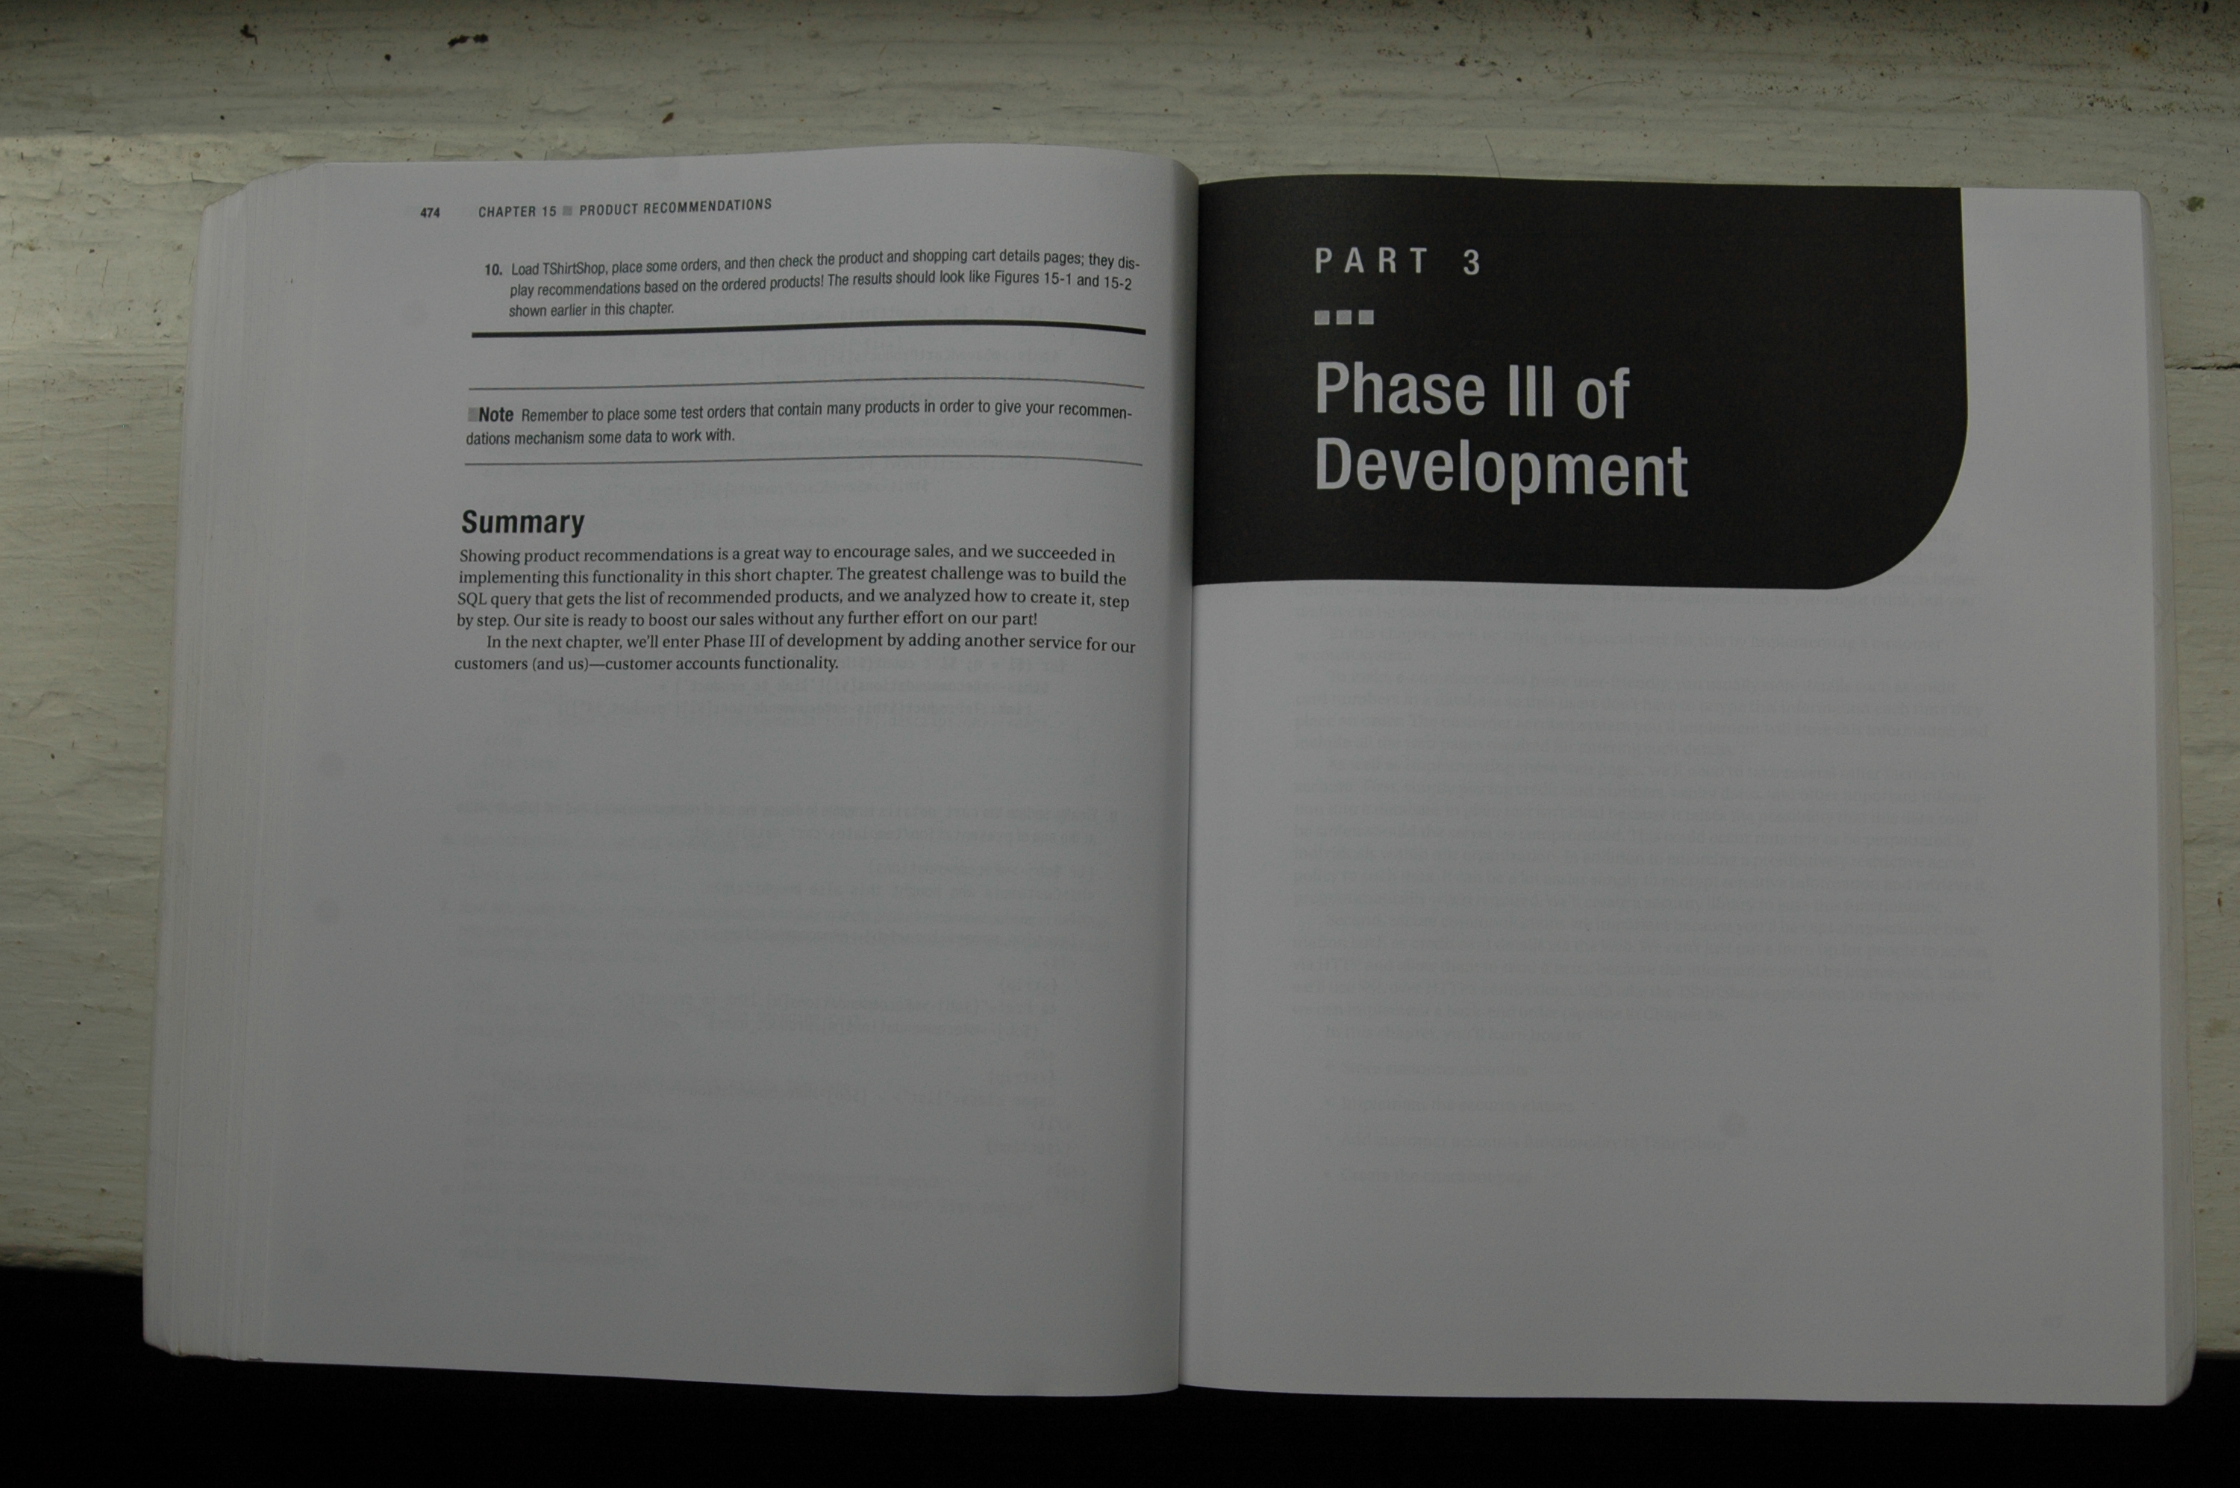 474 CHAPTER 15 ■ PRODUCT RECOMMENDATIONS
10. Load TShirtShop, place some orders, and then check the product and shopping cart details pages; they dis-
play recommendations based on the ordered products! The results should look like Figures 15-1 and 15-2
shown earlier in this chapter.
■Note Remember to place some test orders that contain many products in order to give your recommen-
dations mechanism some data to work with.
Summary
Showing product recommendations is a great way to encourage sales, and we succeeded in
implementing this functionality in this short chapter. The greatest challenge was to build the
SQL query that gets the list of recommended products, and we analyzed how to create it, step
by step. Our site is ready to boost our sales without any further effort on our part!
In the next chapter, we'll enter Phase III of development by adding another service for our
customers (and us)—customer accounts functionality.
PART 3
■■■
Phase III of
Development